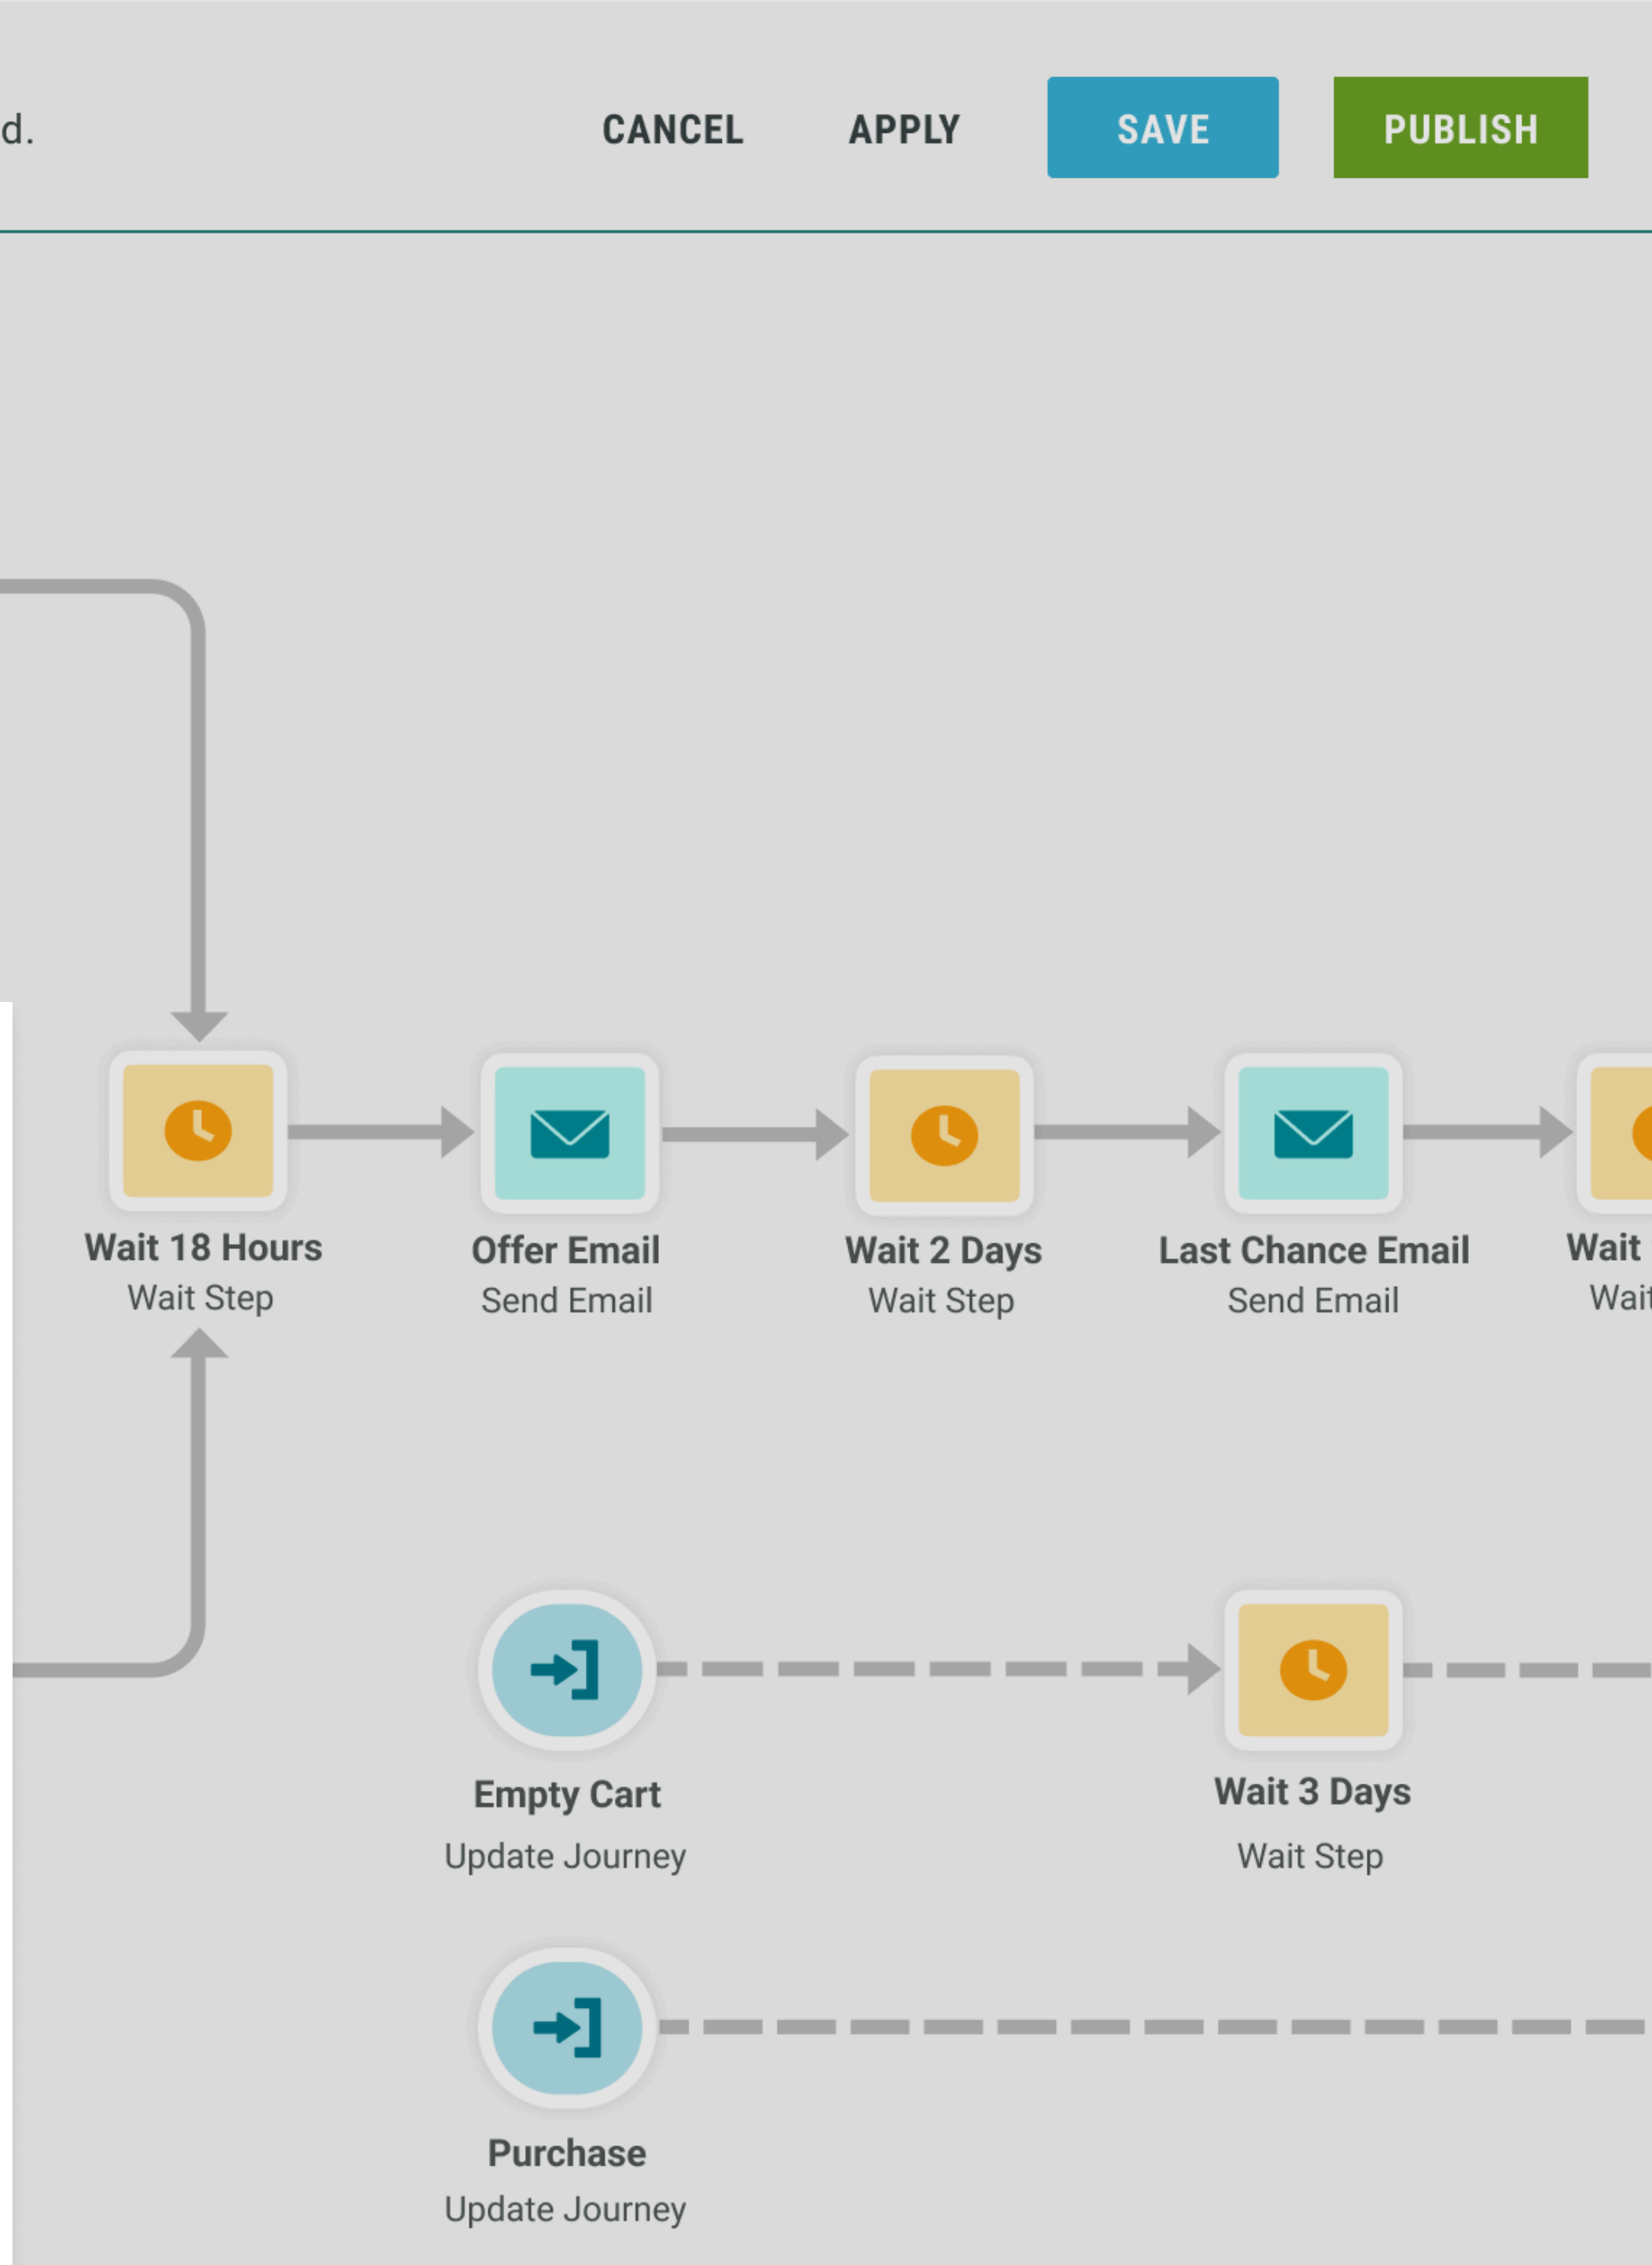 d.
CANCEL
APPLY
SAVE
PUBLISH
Wait 18 Hours
Wait Step
Offer Email
Send Email
Wait 2 Days
Wait Step
Last Chance Email
Send Email
Wait
Wait
Empty Cart
Update Journey
Wait 3 Days
Wait Step
Purchase
Update Journey